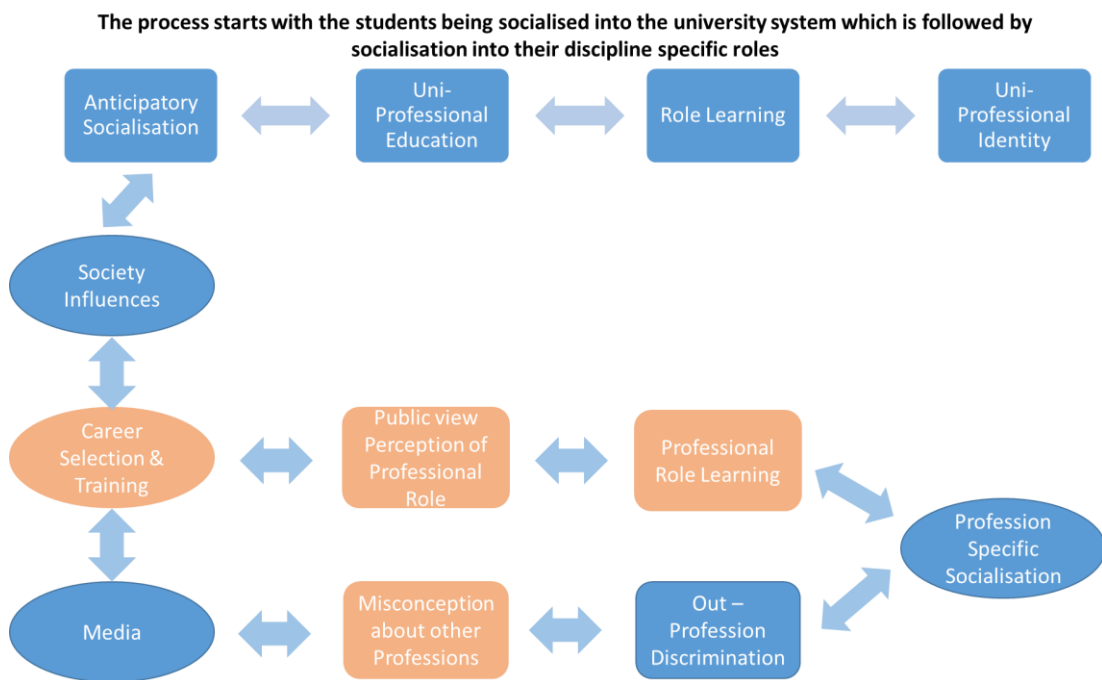 The process starts with the students being socialised into the university system which is followed by
socialisation into their discipline specific roles
Anticipatory
Socialisation
Uni-
Professional
Education
Role Learning
Uni-
Professional
Identity
Society
Influences
Career
Selection &
Training
Public view
Perception of
Professional
Role
Professional
Role Learning
Profession
Specific
Socialisation
Media
Misconception
about other
Professions
Out –
Profession
Discrimination